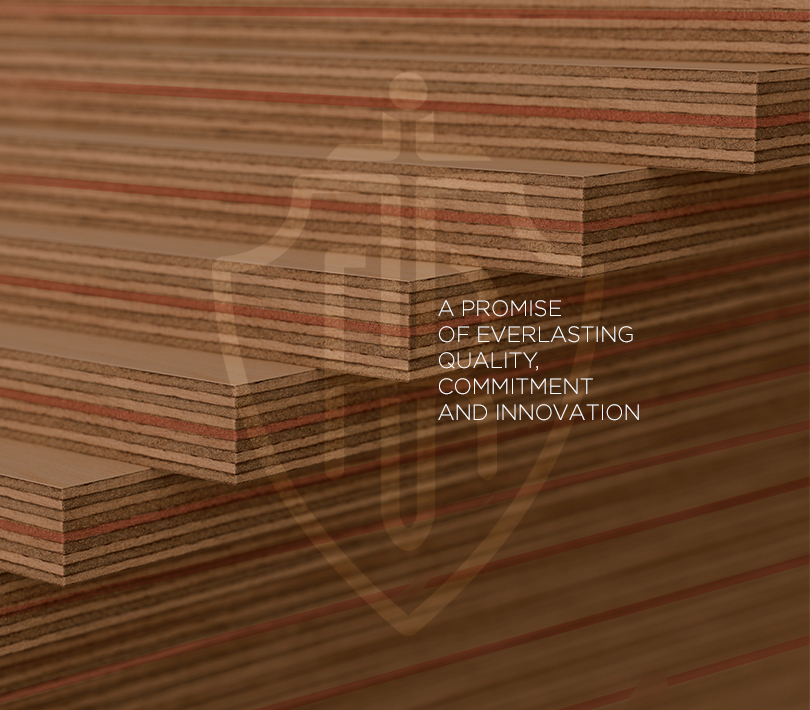 A PROMISE
OF EVERLASTING
QUALITY,
COMMITMENT
AND INNOVATION